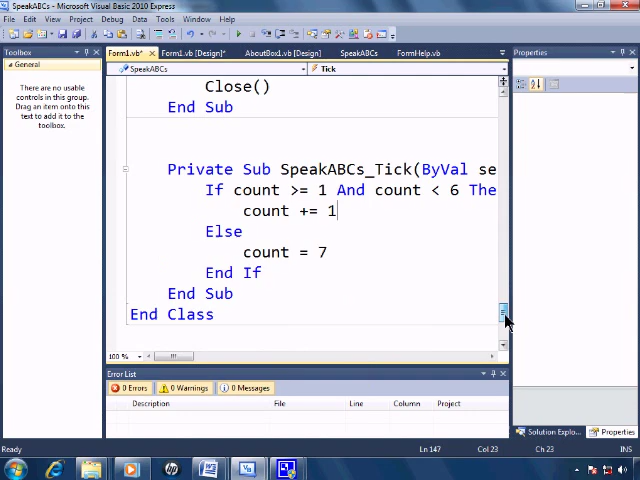 SpeakABCs - Microsoft Visual Basic 2010 Express
File Edit View Project Debug Data Tools Window Help
Toolbox
General
There are no usable
controls in this group.
Drag an item onto this
text to add it to the
toolbox.
Form1.vb* Form1.vb [Design]* AboutBox1.vb [Design] SpeakABCs FormHelp.vb
SpeakABCs Tick
Close()
End Sub
Private Sub SpeakABCs_Tick(ByVal se
If count >= 1 And count < 6 The
count += 1
Else
count = 7
End If
End Sub
End Class
100 %
Error List
0 Errors 0 Warnings 0 Messages
Description File Line Column Project
Properties
Solution Explo... Properties
Ready Ln 147 Col 23 Ch 23